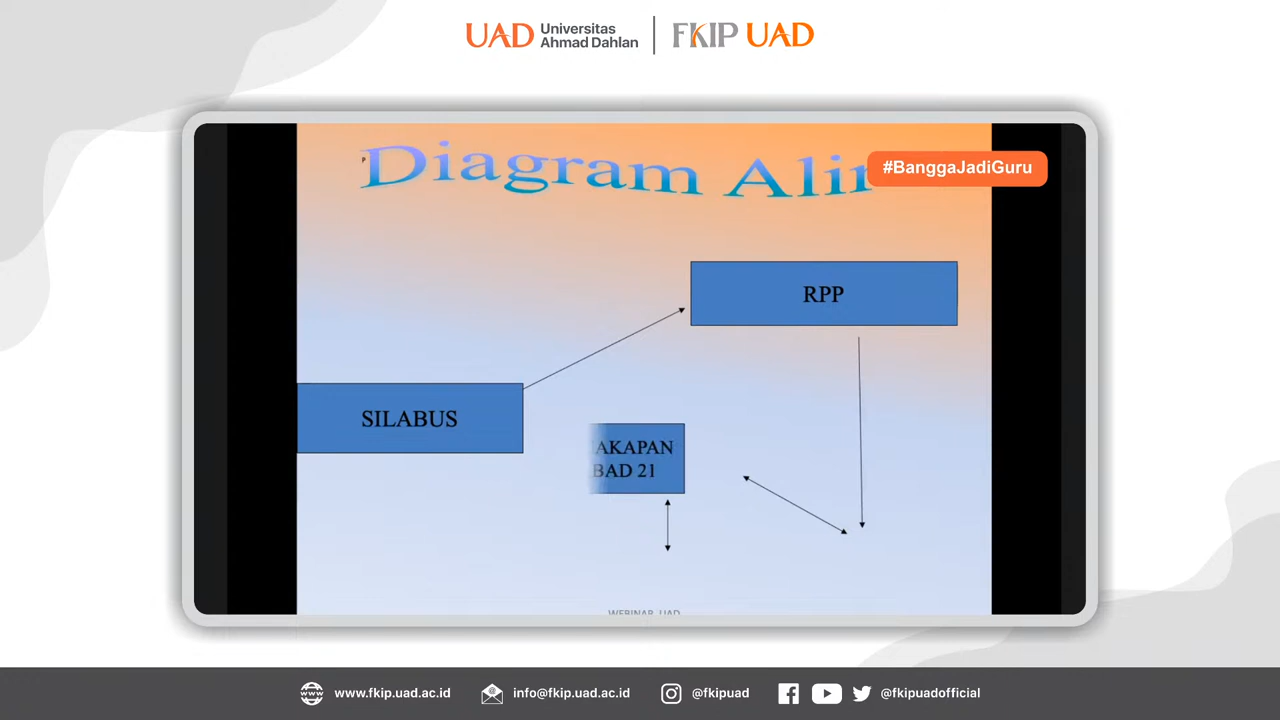 UAD Universitas
Ahmad Dahlan
FKIP UAD
Diagram
#BanggaJadiGuru
RPP
SILABUS
AKAPAN
BAD 21
WEBINAR UAD
www.fkip.uad.ac.id
info@fkip.uad.ac.id
@fkipuad
@fkipuadofficial